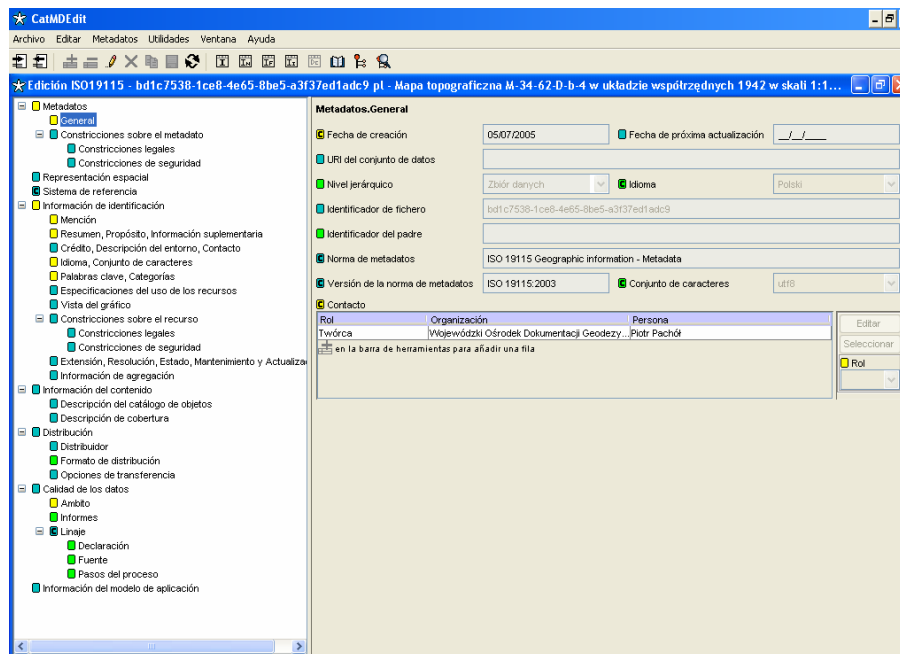 CatMDEdit
Archivo Editar Metadatos Utilidades Ventana Ayuda
Edición ISO19115 - bd1c7538-1ce8-4e65-8be5-a3f37ed1adc9 pl - Mapa topograficzna M-34-62-D-b-4 w układzie współrzędnych 1942 w skali 1:1...
Metadatos
General
Constricciones sobre el metadato
Constricciones legales
Constricciones de seguridad
Representación espacial
Sistema de referencia
Información de identificación
Mención
Resumen, Propósito, Información suplementaria
Crédito, Descripción del entorno, Contacto
Idioma, Conjunto de caracteres
Palabras clave, Categorías
Especificaciones del uso de los recursos
Vista del gráfico
Constricciones sobre el recurso
Constricciones legales
Constricciones de seguridad
Extensión, Resolución, Estado, Mantenimiento y Actualiza
Información de agregación
Información del contenido
Descripción del catálogo de objetos
Descripción de cobertura
Distribución
Distribuidor
Formato de distribución
Opciones de transferencia
Calidad de los datos
Ambito
Informes
Linaje
Declaración
Fuente
Pasos del proceso
Información del modelo de aplicación
Metadatos.General
Fecha de creación 05/07/2005 Fecha de próxima actualización __/__/____
URI del conjunto de datos
Nivel jerárquico Zbiór danych Idioma Polski
Identificador de fichero bd1c7538-1ce8-4e65-8be5-a3f37ed1adc9
Identificador del padre
Norma de metadatos ISO 19115 Geographic information - Metadata
Versión de la norma de metadatos ISO 19115:2003 Conjunto de caracteres utf8
Contacto
Rol Organización Persona
Twórca Wojewódzki Ośrodek Dokumentacji Geodezy... Piotr Pachół
en la barra de herramientas para añadir una fila
Editar
Seleccionar
Rol